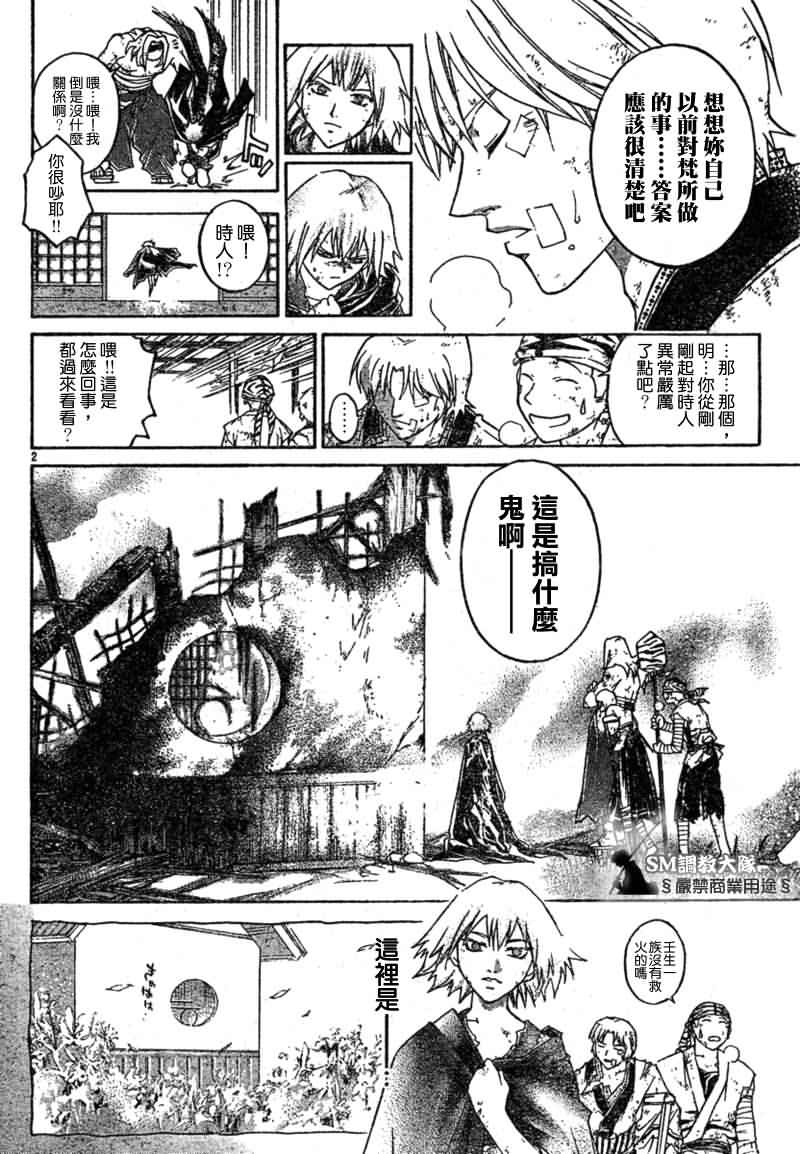 想想妳自己
以前對梵所做
的事……答案
應該很清楚吧
喂…喂！我
倒是沒什麼
關係啊？
你很吵耶!!
喂！
時人!?
…那…那個，
明…你從剛
剛起對時人
異常嚴厲
了點吧？
……
喂!!這是
怎麼回事，
都過來看看？
2
這是搞什麼
鬼啊——
SM調教大隊
§嚴禁商業用途§
壬生一
族沒有救
火的嗎
這裡是——……